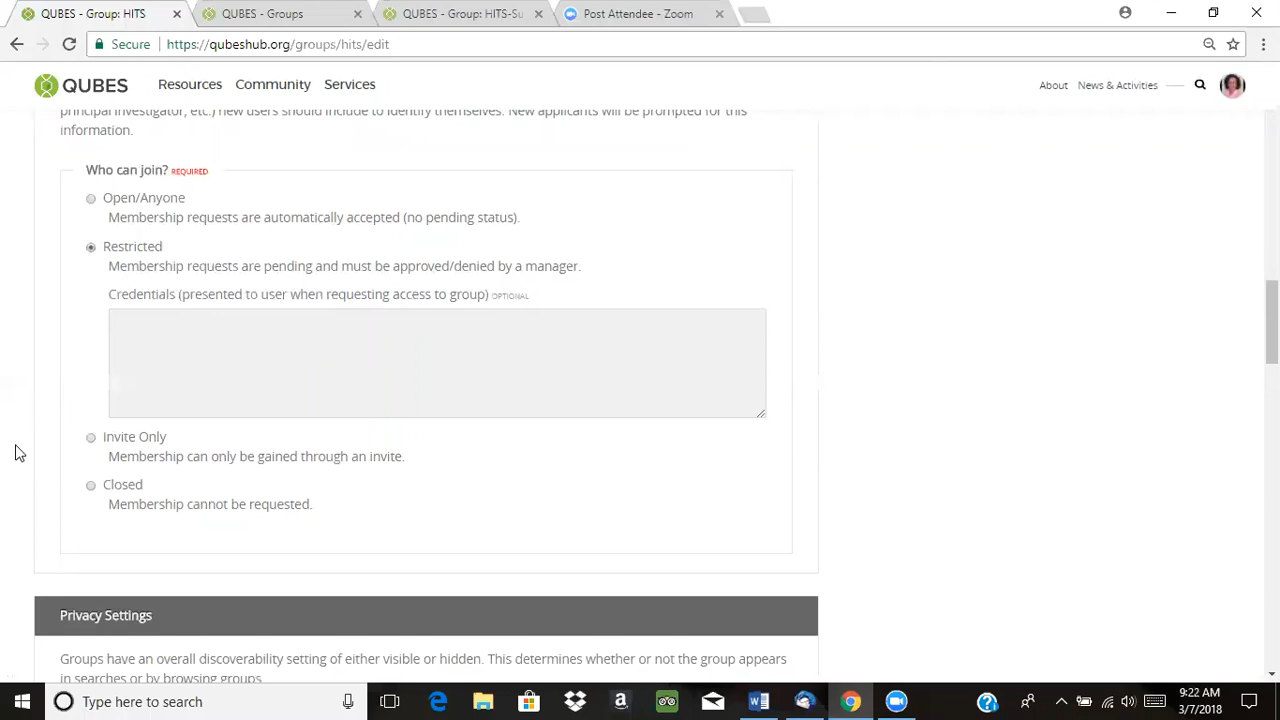 QUBES - Group: HITS
QUBES - Groups
QUBES - Group: HITS-Su
Post Attendee - Zoom
Secure
https://qubeshub.org/groups/hits/edit
QUBES
Resources
Community
Services
About
News & Activities
principal investigator, etc.) new users should include to identify themselves. New applicants will be prompted for this
information.
Who can join? REQUIRED
Open/Anyone
Membership requests are automatically accepted (no pending status).
Restricted
Membership requests are pending and must be approved/denied by a manager.
Credentials (presented to user when requesting access to group) OPTIONAL
Invite Only
Membership can only be gained through an invite.
Closed
Membership cannot be requested.
Privacy Settings
Groups have an overall discoverability setting of either visible or hidden. This determines whether or not the group appears
in searches or by browsing groups
Type here to search
9:22 AM
3/7/2018